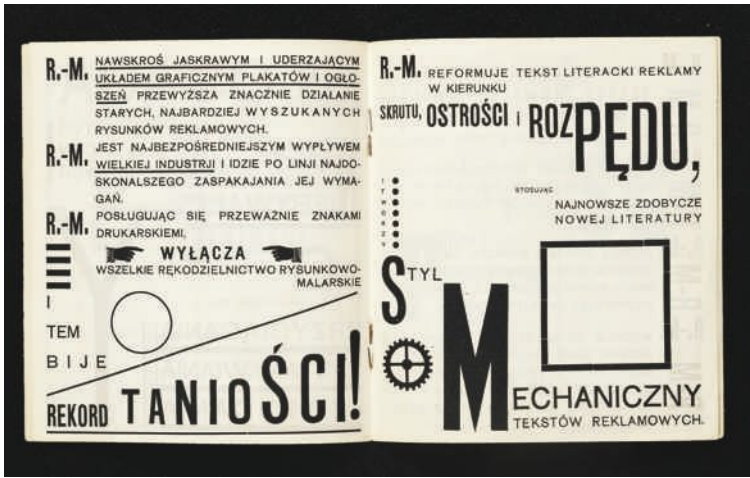 R.-M. NAWSKROŚ JASKRAWYM I UDERZAJĄCYM
UKŁADEM GRAFICZNYM PLAKATÓW I OGŁO-
SZEŃ PRZEWYŻSZA ZNACZNIE DZIAŁANIE
STARYCH, NAJBARDZIEJ WYSZUKANYCH
RYSUNKÓW REKLAMOWYCH.
R.-M. JEST NAJBEZPOŚREDNIEJSZYM WYPŁYWEM
WIELKIEJ INDUSTRJI I IDZIE PO LINJI NAJDO-
SKONALSZEGO ZASPAKAJANIA JEJ WYMA-
GAŃ.
R.-M. POSŁUGUJĄC SIĘ PRZEWAŻNIE ZNAKAMI
DRUKARSKIEMI,
WYŁĄCZA
WSZELKIE RĘKODZIELNICTWO RYSUNKOWO-
MALARSKIE
I
TEM
BIJE
REKORD TANIOŚCI!
R.-M. REFORMUJE TEKST LITERACKI REKLAMY
W KIERUNKU
SKRUTU, OSTROŚCI I ROZPĘDU,
STOSUJĄC
NAJNOWSZE ZDOBYCZE
NOWEJ LITERATURY
I TWORZY
STYL
MECHANICZNY
TEKSTÓW REKLAMOWYCH.